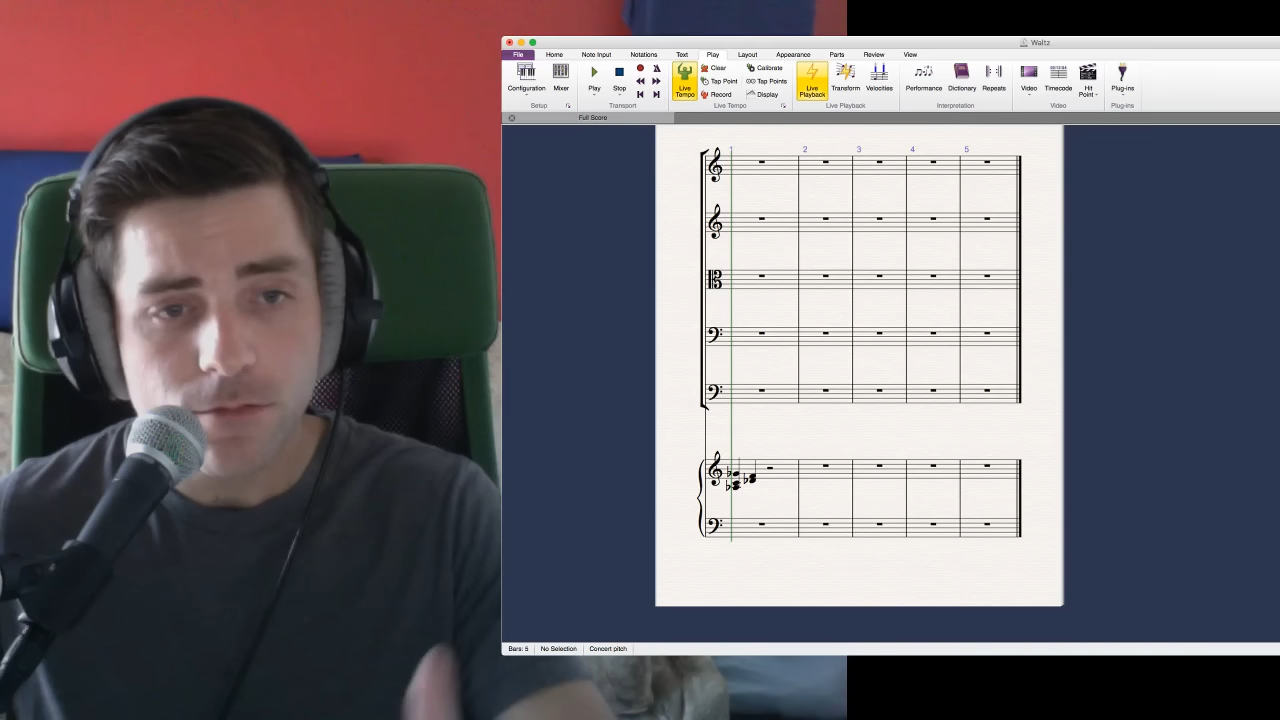 Waltz
File Home Note Input Notations Text Play Layout Appearance Parts Review View
Configuration Mixer Play Stop Live Tempo Clear Tap Point Record Calibrate Tap Points Display Live Playback Transform Velocities Performance Dictionary Repeats Video Timecode Hit Point Plug-ins
Setup Transport Live Tempo Live Playback Interpretation Video Plug-ins
Full Score
1 2 3 4 5
Bars: 5 No Selection Concert pitch